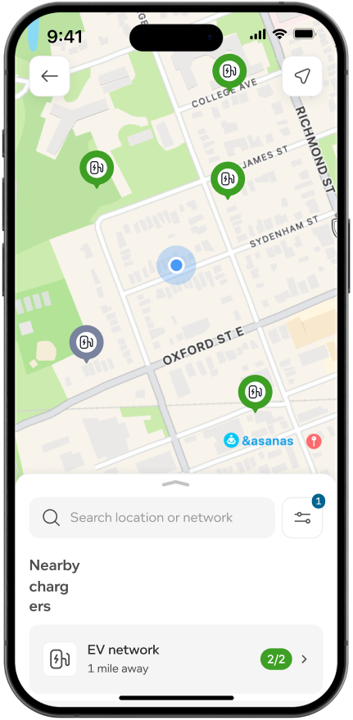 9:41
COLLEGE AVE
RICHMOND ST
JAMES ST
SYDENHAM ST
OXFORD ST E
&asanas
Search location or network
1
Nearby
charg
ers
EV network
1 mile away
2/2